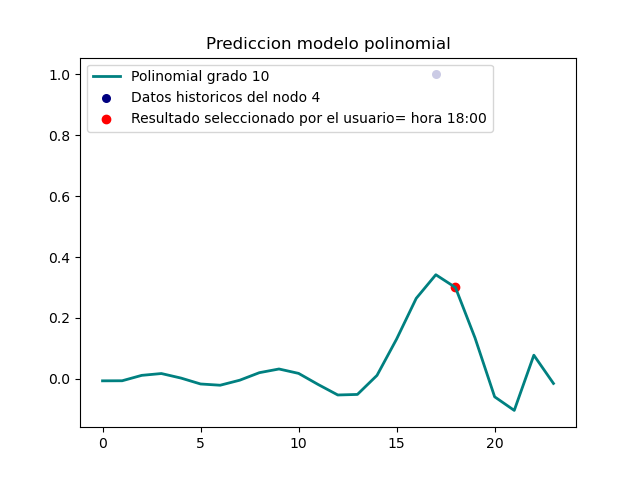 Prediccion modelo polinomial
Polinomial grado 10
Datos historicos del nodo 4
Resultado seleccionado por el usuario= hora 18:00
1.0
0.8
0.6
0.4
0.2
0.0
0 5 10 15 20